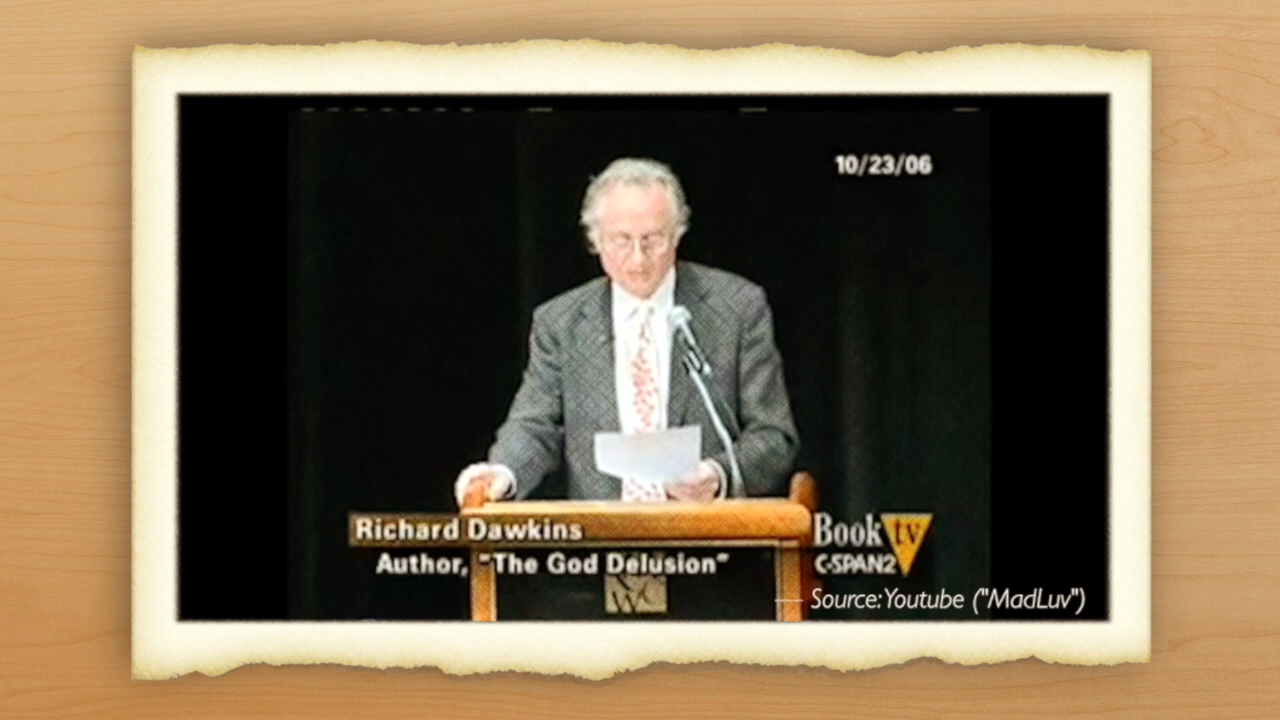 10/23/06
Richard Dawkins
Author, "The God Delusion"
Book tv
C-SPAN2
— Source:Youtube ("MadLuv")